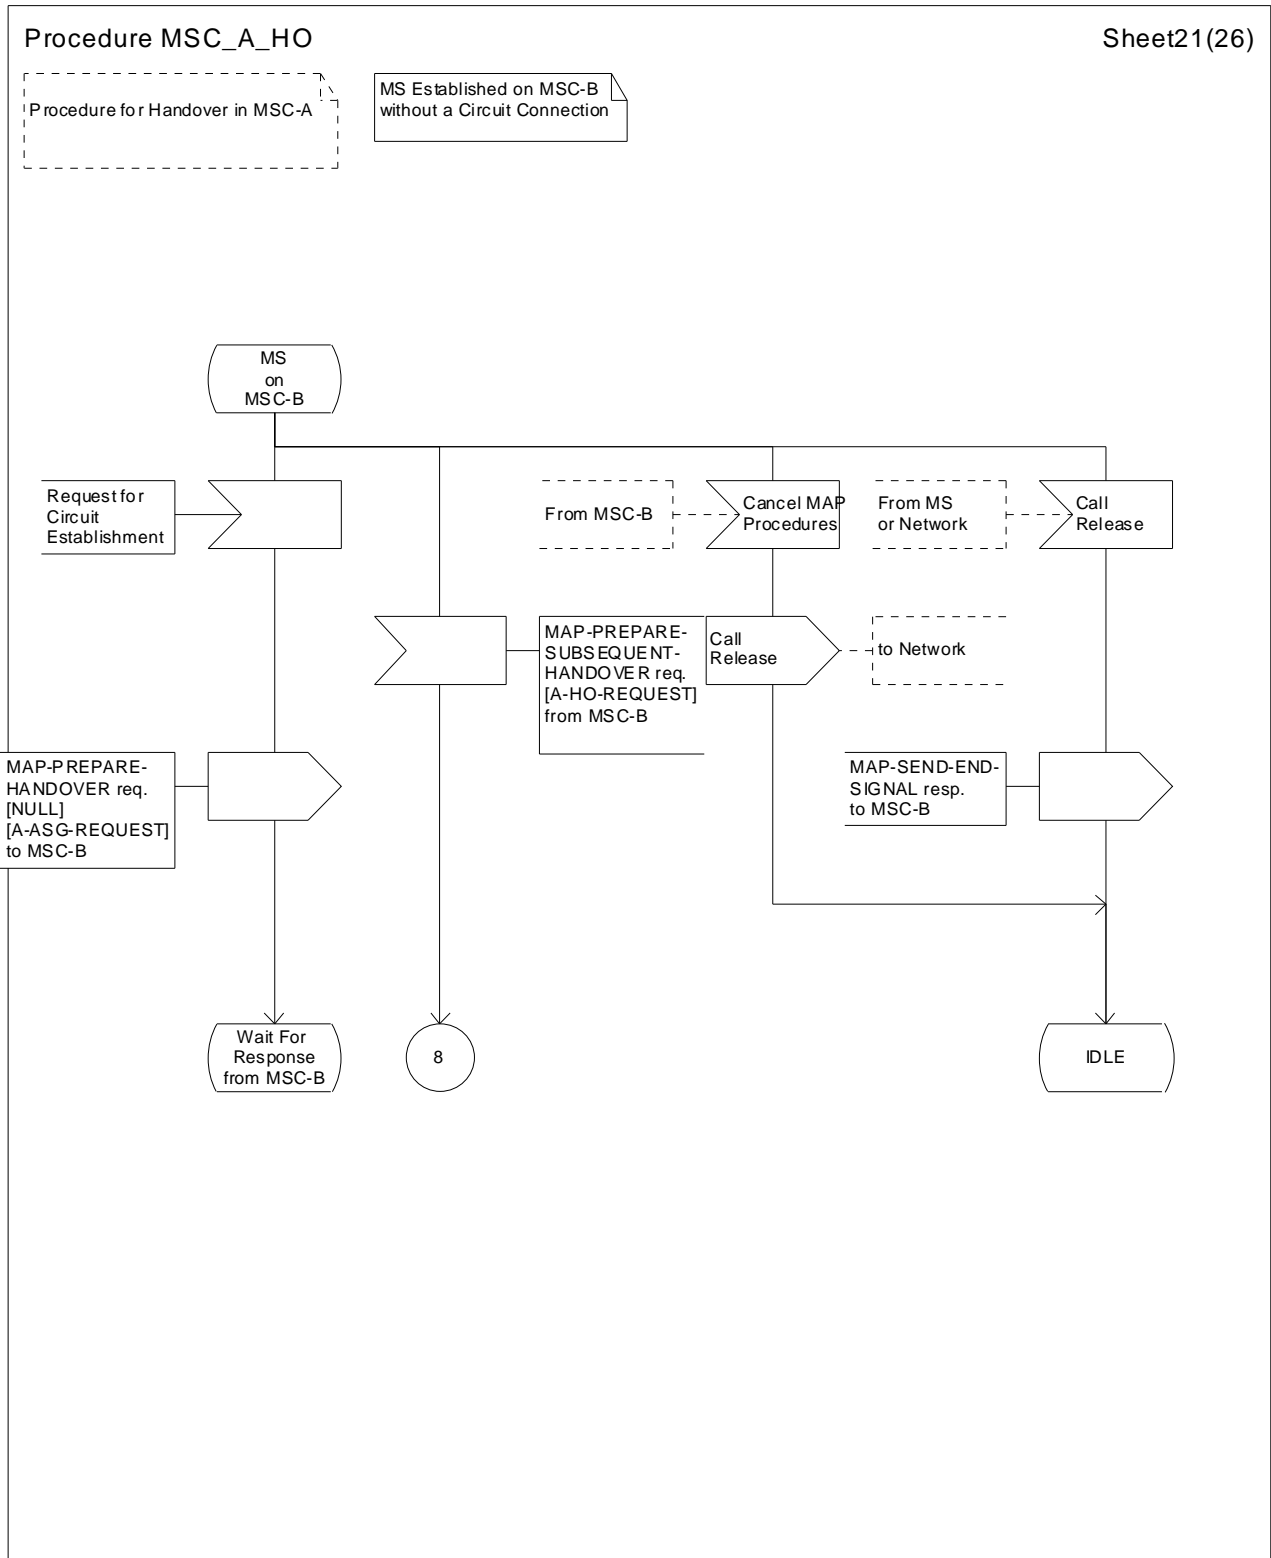 Procedure MSC_A_HO
Sheet21(26)
Procedure for Handover in MSC-A
MS Established on MSC-B
without a Circuit Connection
MS
on
MSC-B
Request for
Circuit
Establishment
From MSC-B
Cancel MAP
Procedures
From MS
or Network
Call
Release
MAP-PREPARE-
SUBSEQUENT-
HANDOVER req.
[A-HO-REQUEST]
from MSC-B
Call
Release
to Network
MAP-PREPARE-
HANDOVER req.
[NULL]
[A-ASG-REQUEST]
to MSC-B
MAP-SEND-END-
SIGNAL resp.
to MSC-B
Wait For
Response
from MSC-B
8
IDLE